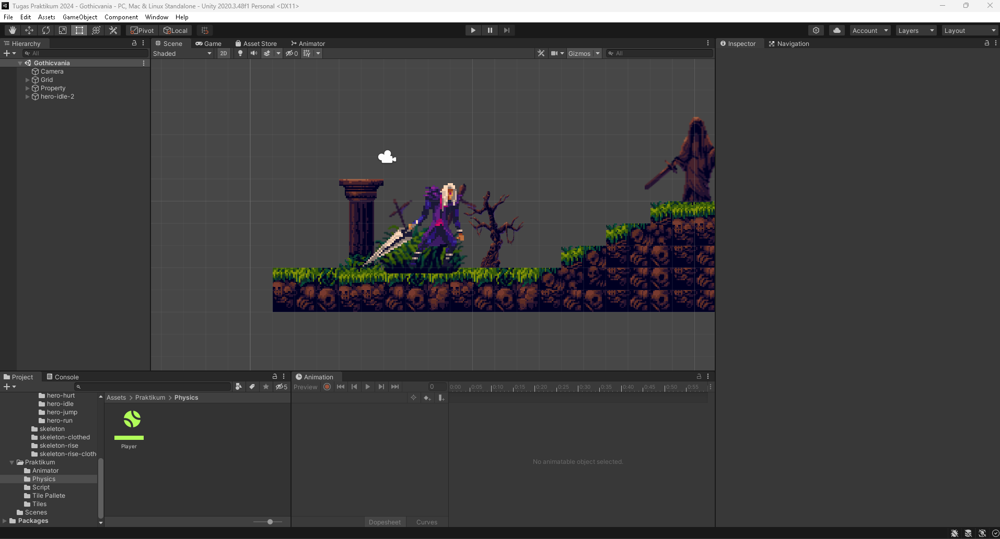 Tugas Praktikum 2024 - Gothicvania - PC, Mac & Linux Standalone - Unity 2020.3.48f1 Personal <DX11>
File Edit Assets GameObject Component Window Help
Pivot Local Account Layers Layout
Hierarchy
All
Gothicvania
Camera
Grid
Property
hero-idle-2
Scene Game Asset Store Animator
Shaded 2D 0 Gizmos All
Inspector Navigation
Project Console
5
hero-hurt
hero-idle
hero-jump
hero-run
skeleton
skeleton-clothed
skeleton-rise
skeleton-rise-cloth
Praktikum
Animator
Physics
Script
Tile Pallete
Tiles
Scenes
Packages
Assets > Praktikum > Physics
Player
Animation
Preview 0 0:00 0:05 0:10 0:15 0:20 0:25 0:30 0:35 0:40 0:45 0:50 0:55
No animatable object selected.
Dopesheet Curves